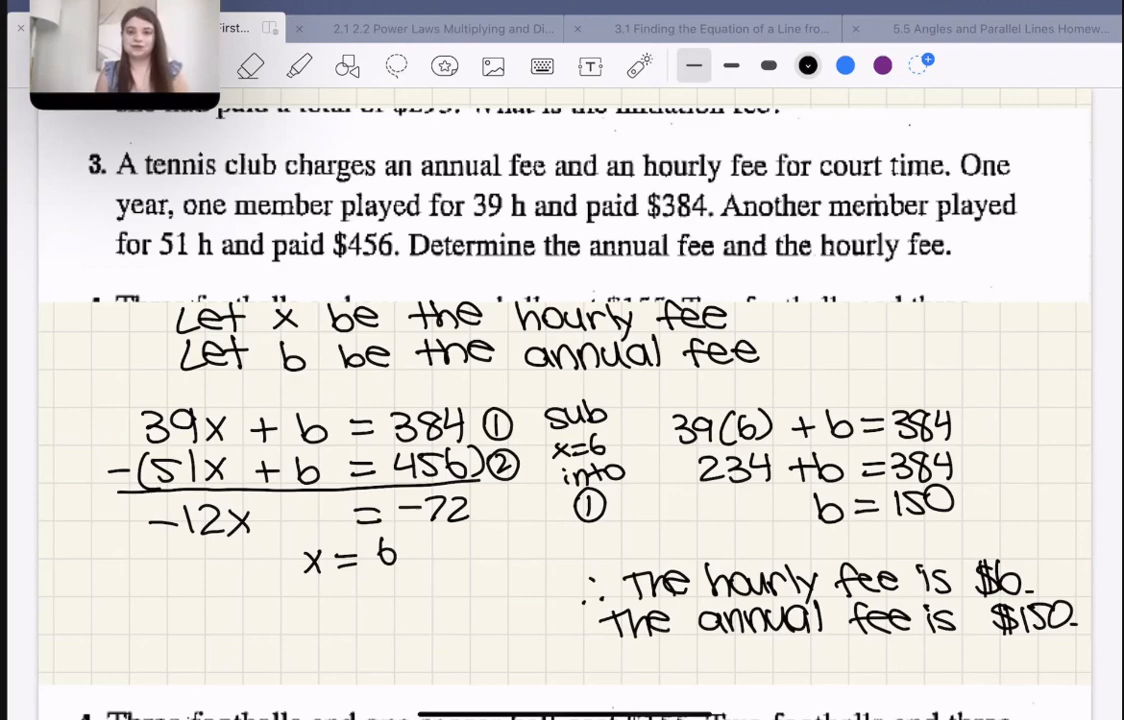 irst...
2.1 2.2 Power Laws Multiplying and Di...
3.1 Finding the Equation of a Line fro...
5.5 Angles and Parallel Lines Homew...
3. A tennis club charges an annual fee and an hourly fee for court time. One
year, one member played for 39 h and paid $384. Another member played
for 51 h and paid $456. Determine the annual fee and the hourly fee.
Let x be the hourly fee
Let b be the annual fee
39x + b = 384 ①
-(51x + b = 456) ②
-12x = -72
x = 6
sub
x=6
into
①
39(6) + b = 384
234 + b = 384
b = 150
∴ The hourly fee is $6.
The annual fee is $150.